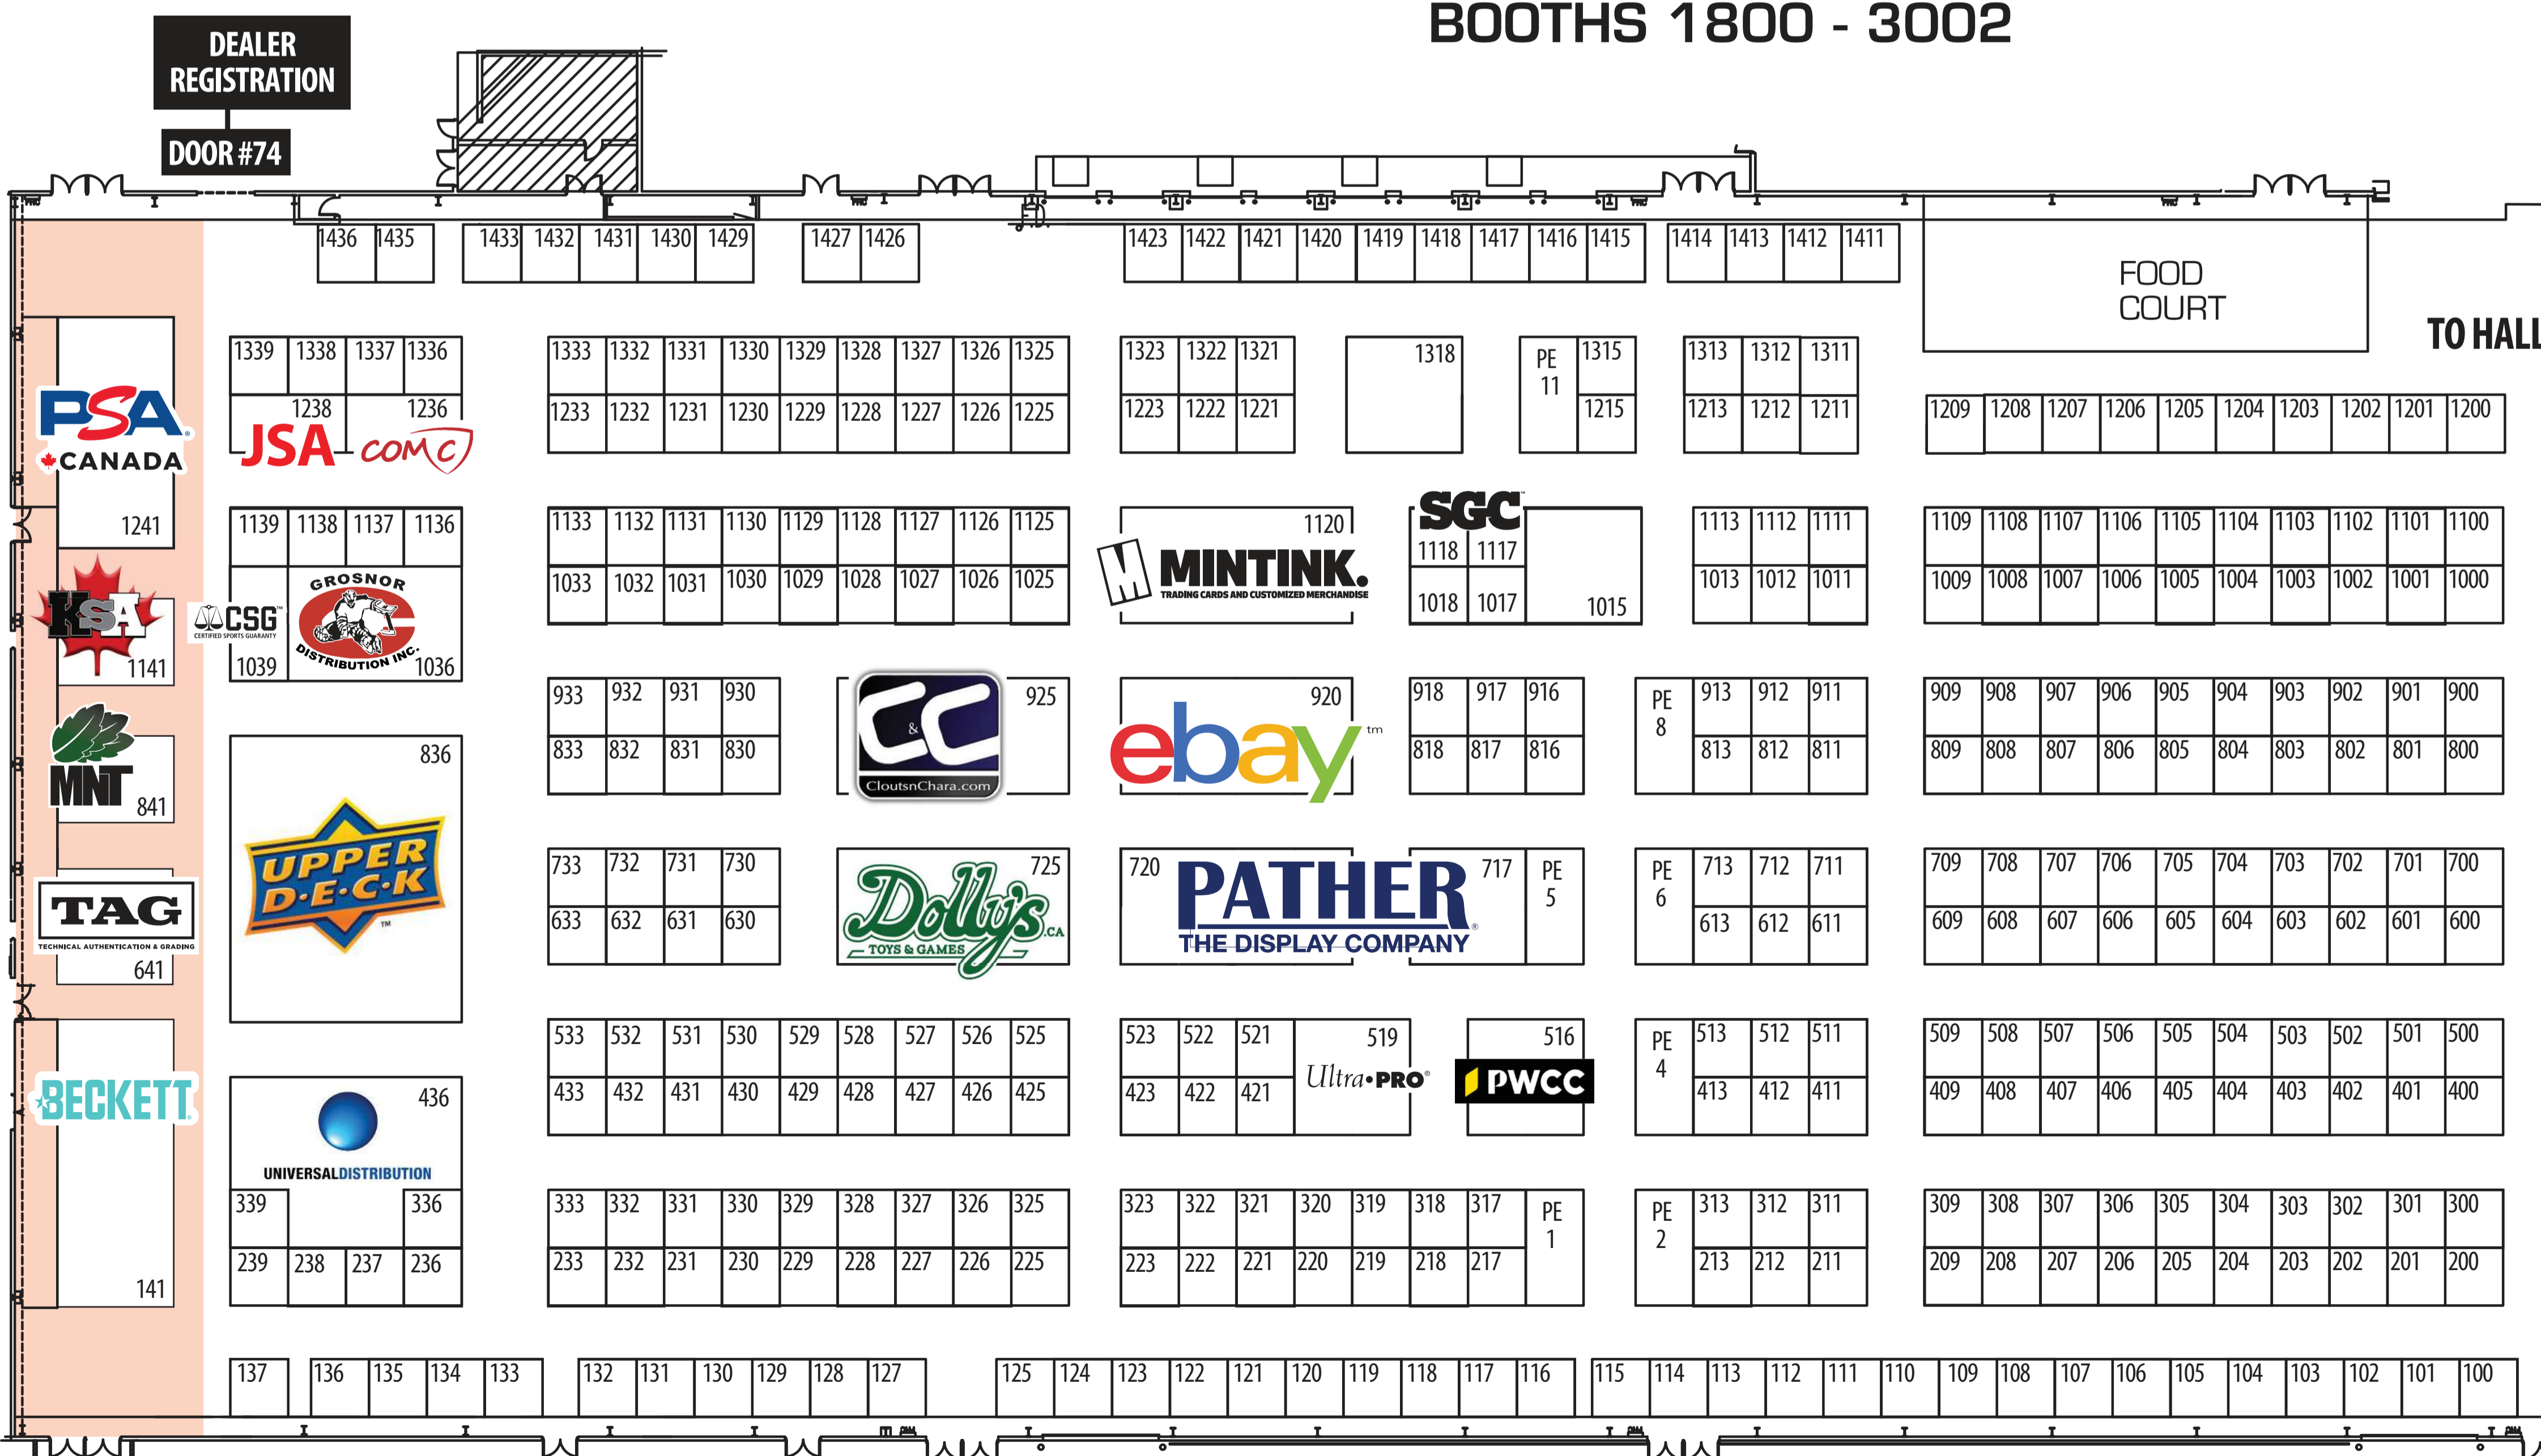 BOOTHS 1800 - 3002
DEALER
REGISTRATION
DOOR #74
1436 1435 1433 1432 1431 1430 1429 1427 1426 1423 1422 1421 1420 1419 1418 1417 1416 1415 1414 1413 1412 1411
FOOD
COURT
TO HALL
1339 1338 1337 1336 1333 1332 1331 1330 1329 1328 1327 1326 1325 1323 1322 1321 1318 PE 11 1315 1313 1312 1311
1238 1236 1233 1232 1231 1230 1229 1228 1227 1226 1225 1223 1222 1221 1215 1213 1212 1211 1209 1208 1207 1206 1205 1204 1203 1202 1201 1200
PSA
CANADA
1241
JSA
COMC
1139 1138 1137 1136 1133 1132 1131 1130 1129 1128 1127 1126 1125 1120 SGC 1118 1117 1113 1112 1111 1109 1108 1107 1106 1105 1104 1103 1102 1101 1100
MINTINK.
TRADING CARDS AND CUSTOMIZED MERCHANDISE
1033 1032 1031 1030 1029 1028 1027 1026 1025 1018 1017 1015 1013 1012 1011 1009 1008 1007 1006 1005 1004 1003 1002 1001 1000
KSA
1141
CSG™
CERTIFIED SPORTS GUARANTY
1039
GROSNOR
DISTRIBUTION INC.
1036
933 932 931 930 925 920 918 917 916 PE 8 913 912 911 909 908 907 906 905 904 903 902 901 900
C&C
CloutsnChara.com
ebay tm
833 832 831 830 818 817 816 813 812 811 809 808 807 806 805 804 803 802 801 800
MNT
841
836
UPPER
D·E·C·K
™
733 732 731 730 725 720 717 PE 5 PE 6 713 712 711 709 708 707 706 705 704 703 702 701 700
Dolly's.CA
TOYS & GAMES
PATHER®
THE DISPLAY COMPANY
633 632 631 630 613 612 611 609 608 607 606 605 604 603 602 601 600
TAG
TECHNICAL AUTHENTICATION & GRADING
641
533 532 531 530 529 528 527 526 525 523 522 521 519 516 PE 4 513 512 511 509 508 507 506 505 504 503 502 501 500
Ultra•PRO®
PWCC
433 432 431 430 429 428 427 426 425 423 422 421 413 412 411 409 408 407 406 405 404 403 402 401 400
BECKETT
141
436
UNIVERSALDISTRIBUTION
339 336 333 332 331 330 329 328 327 326 325 323 322 321 320 319 318 317 PE 1 PE 2 313 312 311 309 308 307 306 305 304 303 302 301 300
239 238 237 236 233 232 231 230 229 228 227 226 225 223 222 221 220 219 218 217 213 212 211 209 208 207 206 205 204 203 202 201 200
137 136 135 134 133 132 131 130 129 128 127 125 124 123 122 121 120 119 118 117 116 115 114 113 112 111 110 109 108 107 106 105 104 103 102 101 100